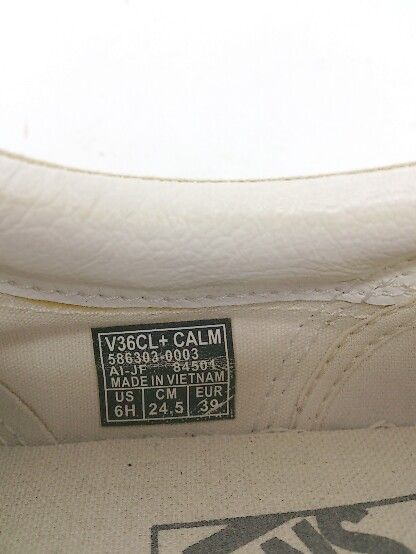 V36CL+ CALM
586303-0003
AI-JF 84501
MADE IN VIETNAM
US CM EUR
6H 24.5 39